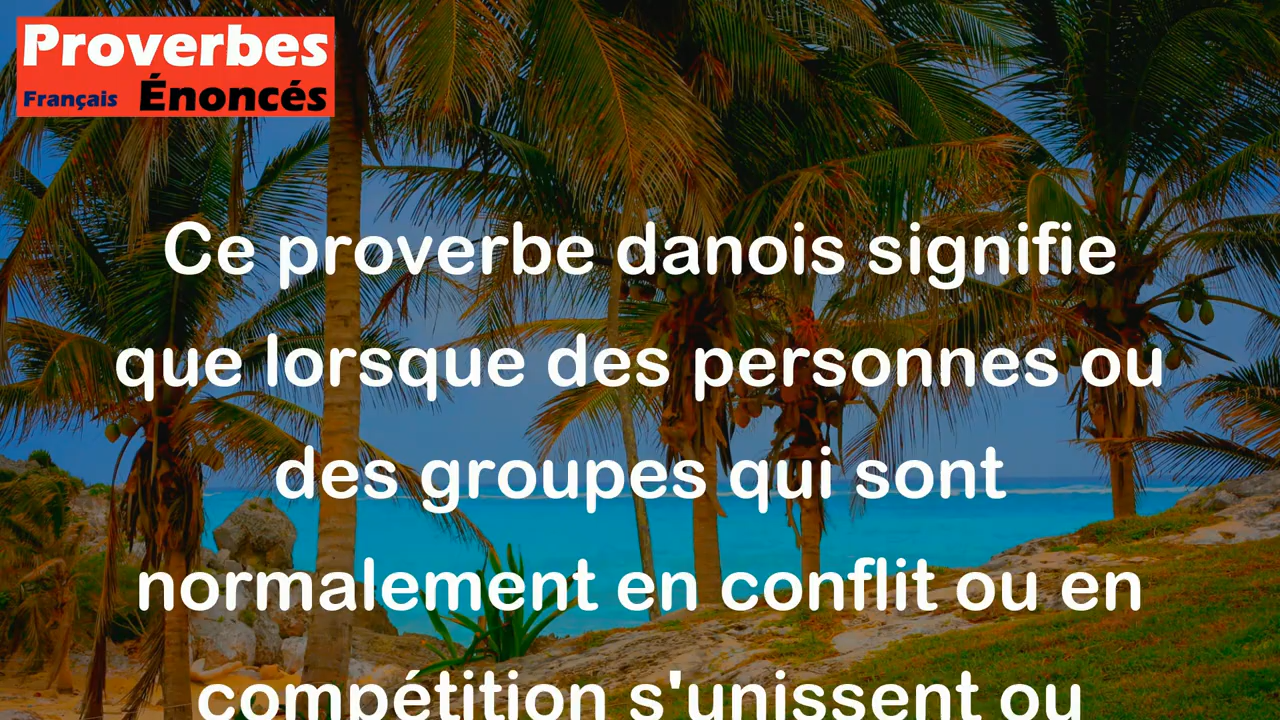 Proverbes
Français Énoncés
Ce proverbe danois signifie
que lorsque des personnes ou
des groupes qui sont
normalement en conflit ou en
compétition s'unissent ou